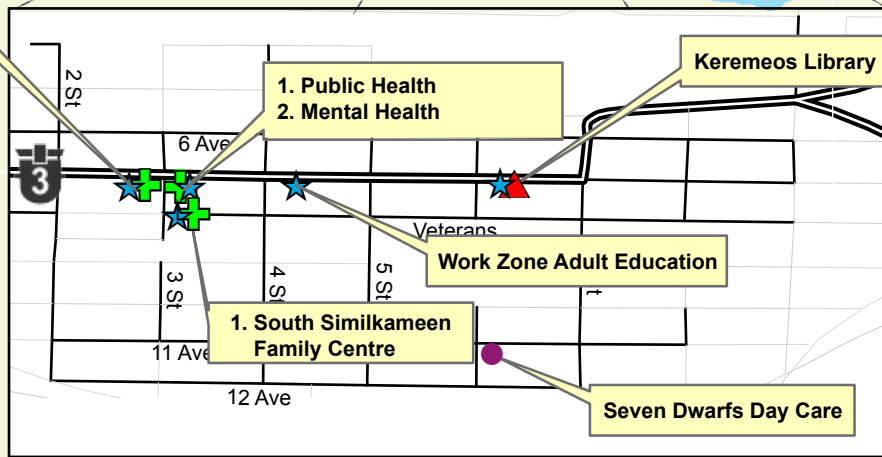 2 St
1. Public Health
2. Mental Health
Keremeos Library
6 Ave
3
Veterans
Work Zone Adult Education
3 St
4 St
5 St
t
1. South Similkameen
Family Centre
11 Ave
12 Ave
Seven Dwarfs Day Care